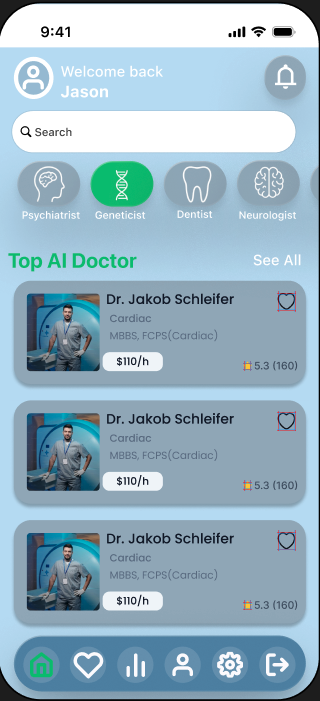 9:41
Welcome back
Jason
Search
Psychiatrist Geneticist Dentist Neurologist
Top AI Doctor See All
Dr. Jakob Schleifer
Cardiac
MBBS, FCPS(Cardiac)
$110/h
5.3 (160)
Dr. Jakob Schleifer
Cardiac
MBBS, FCPS(Cardiac)
$110/h
5.3 (160)
Dr. Jakob Schleifer
Cardiac
MBBS, FCPS(Cardiac)
$110/h
5.3 (160)